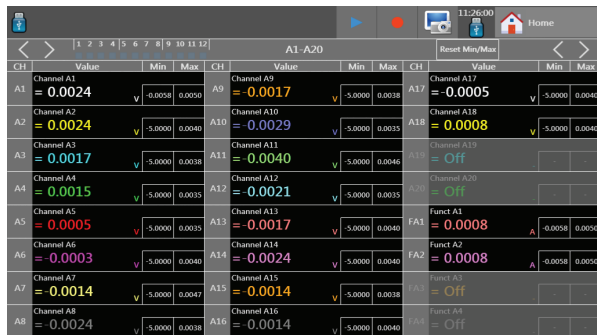 11:26:00
Home
1 2 3 4 5 6 7 8 9 10 11 12
A1-A20
Reset Min/Max
CH Value Min Max CH Value Min Max CH Value Min Max
Channel A1
A1 = 0.0024 V -0.0058 0.0050
Channel A9
A9 =-0.0017 V -5.0000 0.0038
Channel A17
A17 =-0.0005 V -5.0000 0.0040
Channel A2
A2 = 0.0024 V -5.0000 0.0040
Channel A10
A10 =-0.0029 V -5.0000 0.0035
Channel A18
A18 = 0.0008 V -5.0000 0.0040
Channel A3
A3 = 0.0017 V -5.0000 0.0038
Channel A11
A11 =-0.0040 V -5.0000 0.0046
Channel A19
A19 = Off - -
Channel A4
A4 = 0.0015 V -5.0000 0.0035
Channel A12
A12 =-0.0021 V -5.0000 0.0035
Channel A20
A20 = Off - -
Channel A5
A5 = 0.0005 V -5.0000 0.0035
Channel A13
A13 =-0.0017 V -5.0000 0.0040
Funct A1
FA1 = 0.0008 A -0.0058 0.0050
Channel A6
A6 =-0.0003 V -5.0000 0.0040
Channel A14
A14 =-0.0024 V -5.0000 0.0040
Funct A2
FA2 = 0.0008 A -0.0058 0.0050
Channel A7
A7 =-0.0014 V -5.0000 0.0047
Channel A15
A15 =-0.0014 V -5.0000 0.0038
Funct A3
FA3 = Off - -
Channel A8
A8 =-0.0024 V -5.0000 0.0038
Channel A16
A16 =-0.0014 V -5.0000 0.0040
Funct A4
FA4 = Off - -